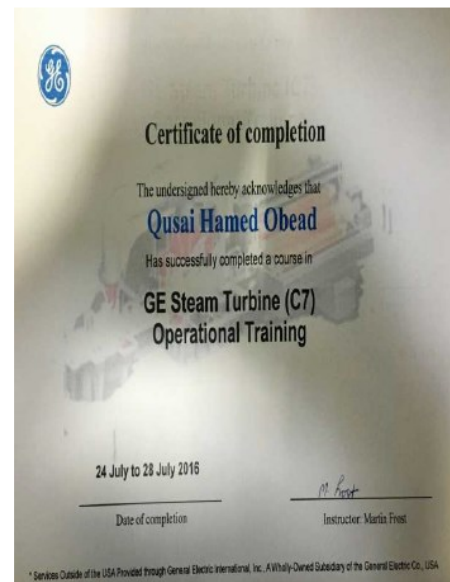 GE
Certificate of completion
The undersigned hereby acknowledges that
Qusai Hamed Obead
Has successfully completed a course in
GE Steam Turbine (C7)
Operational Training
24 July to 28 July 2016
M. Frost
Date of completion
Instructor: Martin Frost
* Services Outside of the USA Provided through General Electric International, Inc., A Wholly-Owned Subsidiary of the General Electric Co., USA